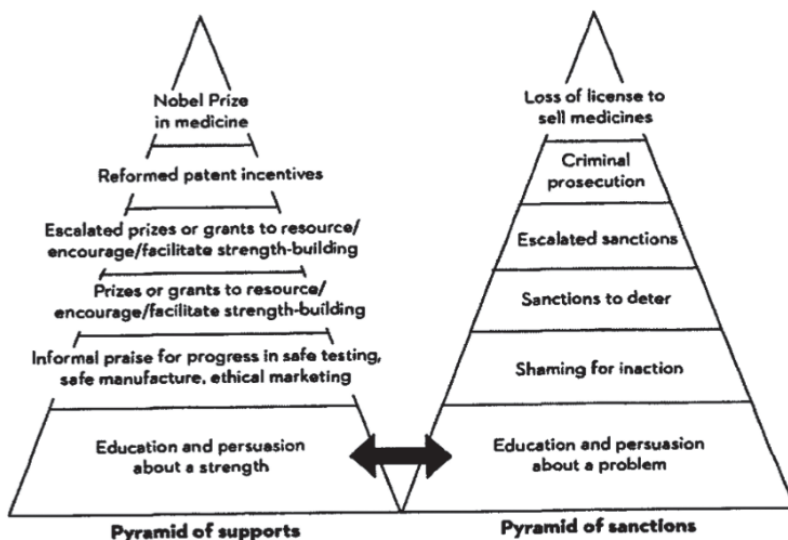 Nobel Prize
in medicine
Reformed patent incentives
Escalated prizes or grants to resource/
encourage/facilitate strength-building
Prizes or grants to resource/
encourage/facilitate strength-building
Informal praise for progress in safe testing,
safe manufacture, ethical marketing
Education and persuasion
about a strength
Pyramid of supports
Loss of license to
sell medicines
Criminal
prosecution
Escalated sanctions
Sanctions to deter
Shaming for inaction
Education and persuasion
about a problem
Pyramid of sanctions